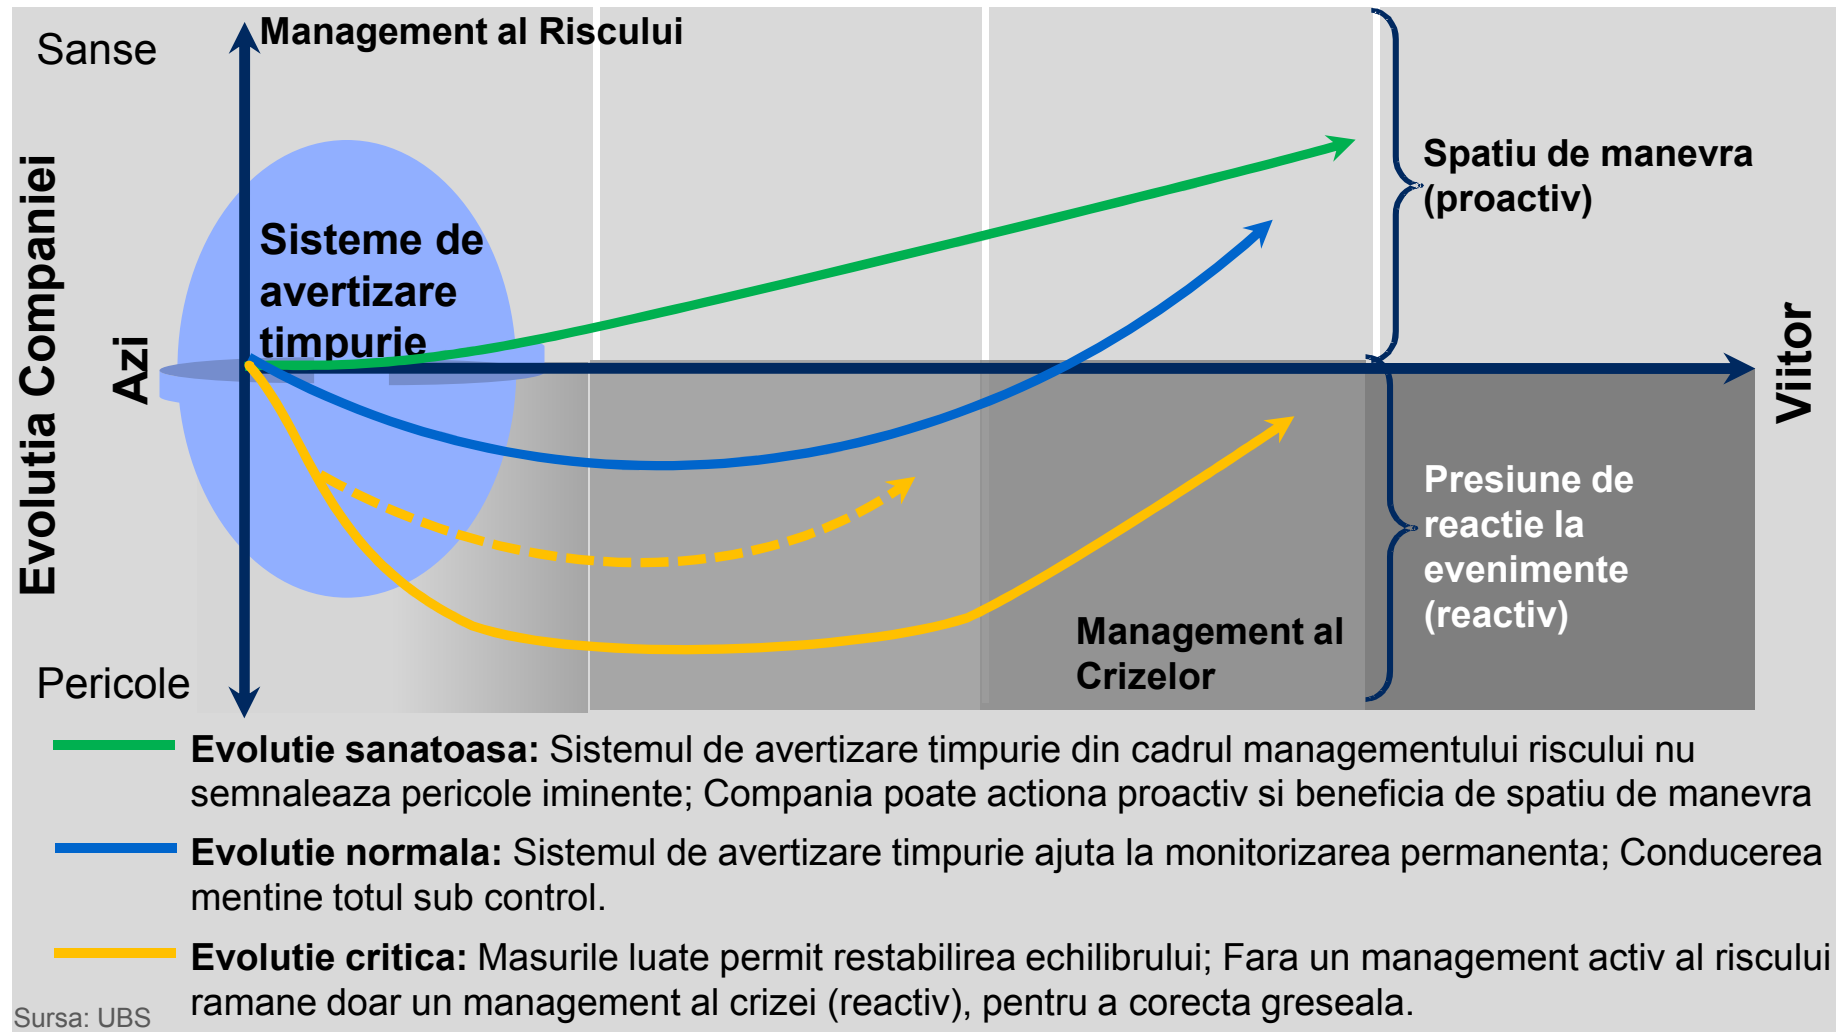 Sanse
Management al Riscului
Evolutia Companiei
Azi
Sisteme de
avertizare
timpurie
Spatiu de manevra
(proactiv)
Viitor
Presiune de
reactie la
evenimente
(reactiv)
Management al
Crizelor
Pericole
Evolutie sanatoasa: Sistemul de avertizare timpurie din cadrul managementului riscului nu
semnaleaza pericole iminente; Compania poate actiona proactiv si beneficia de spatiu de manevra
Evolutie normala: Sistemul de avertizare timpurie ajuta la monitorizarea permanenta; Conducerea
mentine totul sub control.
Evolutie critica: Masurile luate permit restabilirea echilibrului; Fara un management activ al riscului
ramane doar un management al crizei (reactiv), pentru a corecta greseala.
Sursa: UBS